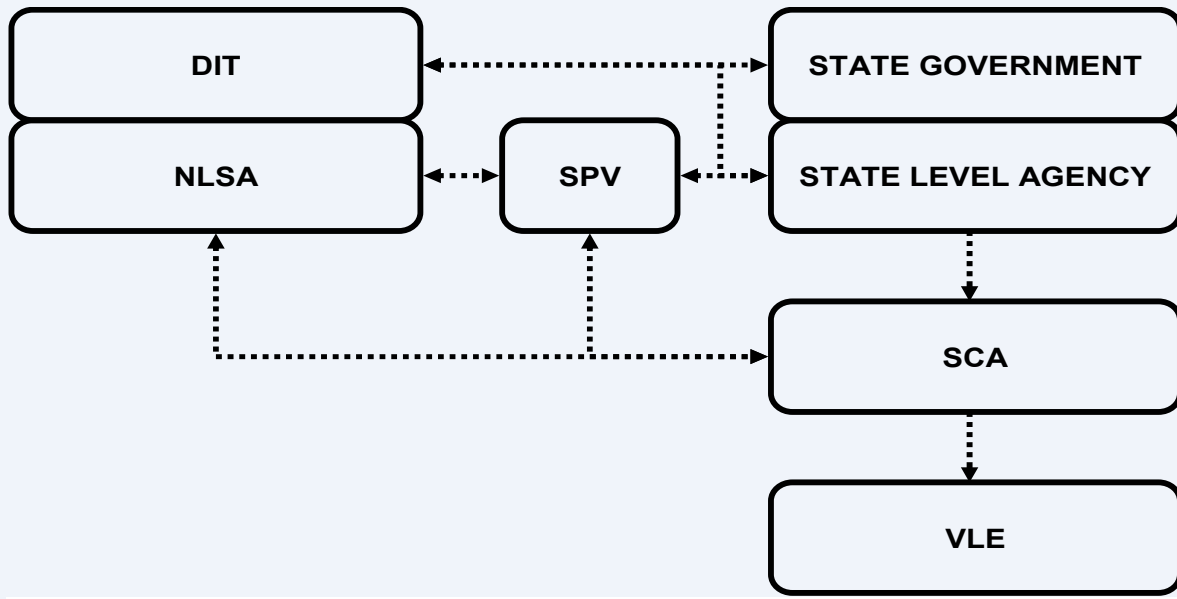 DIT
STATE GOVERNMENT
NLSA
SPV
STATE LEVEL AGENCY
SCA
VLE